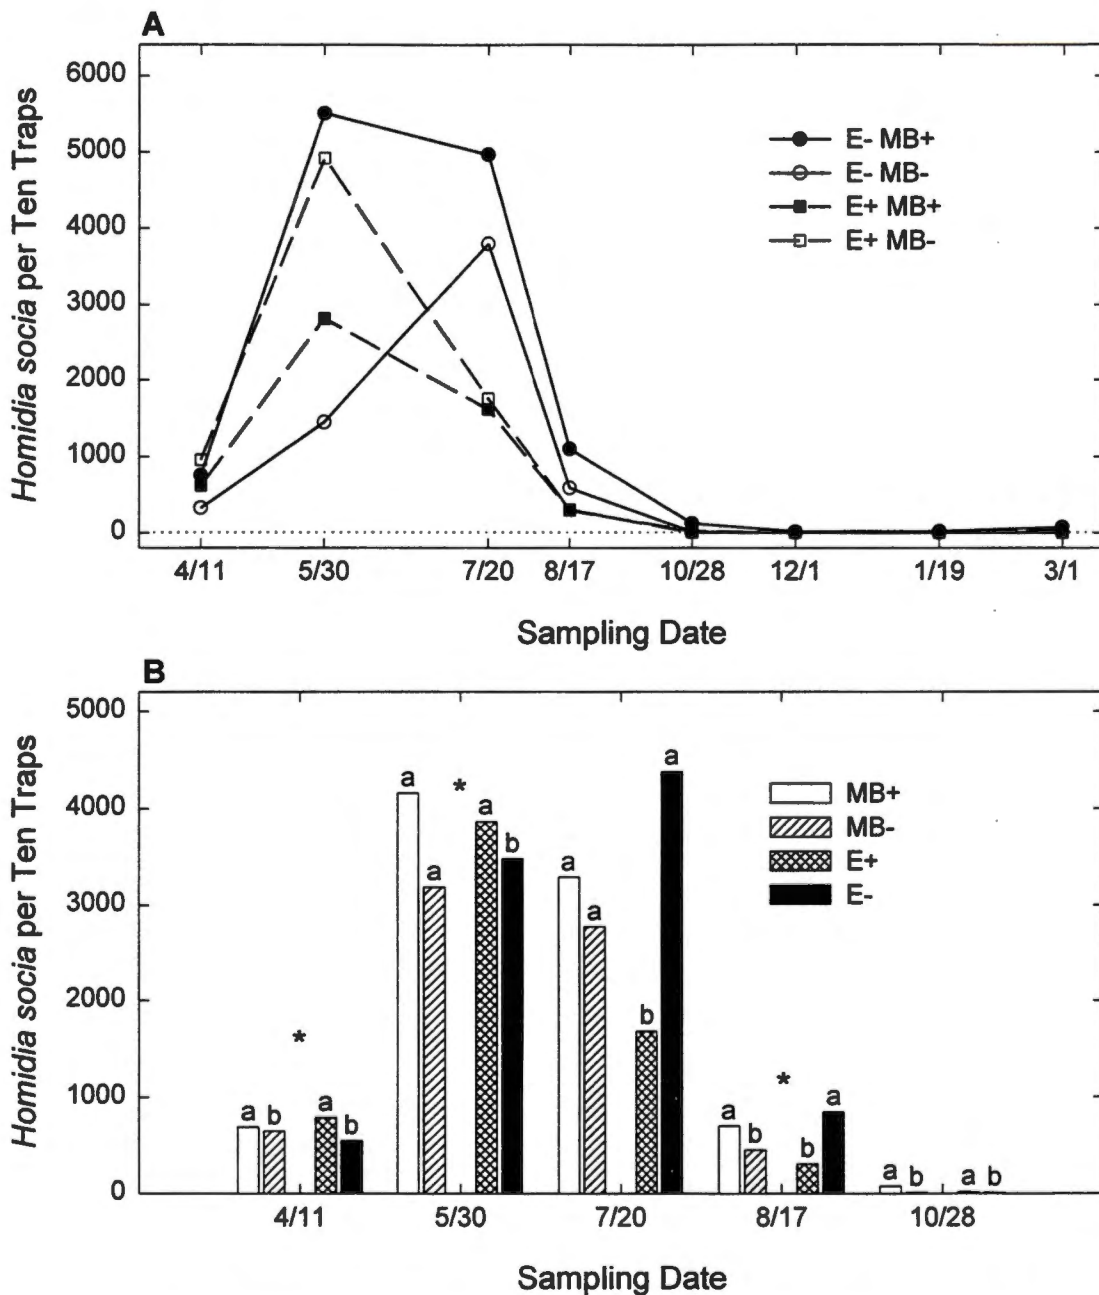 A
Homidia socia per Ten Traps
6000
5000
4000
3000
2000
1000
0
E- MB+
E- MB-
E+ MB+
E+ MB-
4/11 5/30 7/20 8/17 10/28 12/1 1/19 3/1
Sampling Date
B
Homidia socia per Ten Traps
5000
4000
3000
2000
1000
0
MB+
MB-
E+
E-
a b * a b
a a * a b
a a b a
a b * b a
a b a b
4/11 5/30 7/20 8/17 10/28
Sampling Date